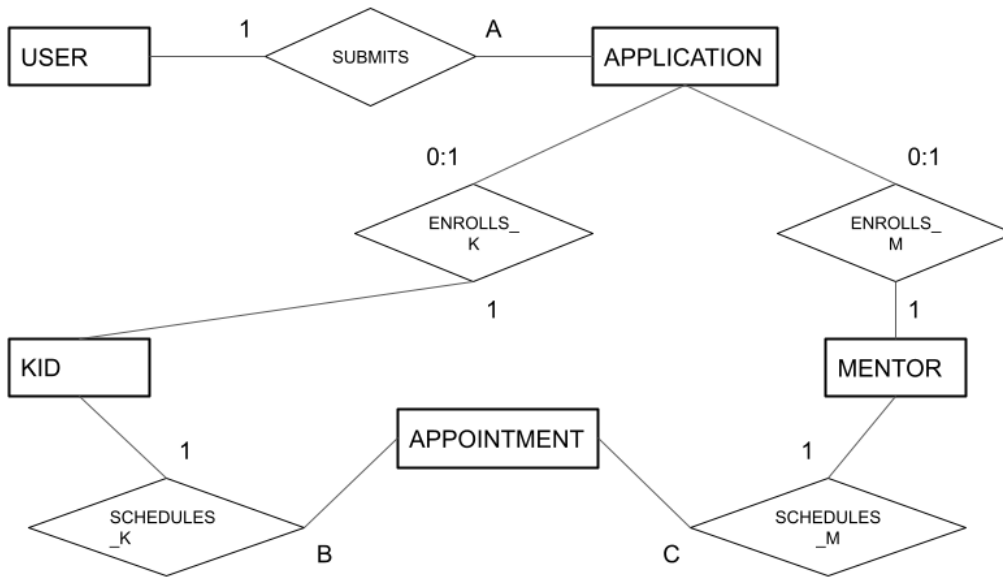 1
A
USER
SUBMITS
APPLICATION
0:1
0:1
ENROLLS_
K
ENROLLS_
M
1
1
KID
MENTOR
APPOINTMENT
1
1
SCHEDULES
_K
SCHEDULES
_M
B
C